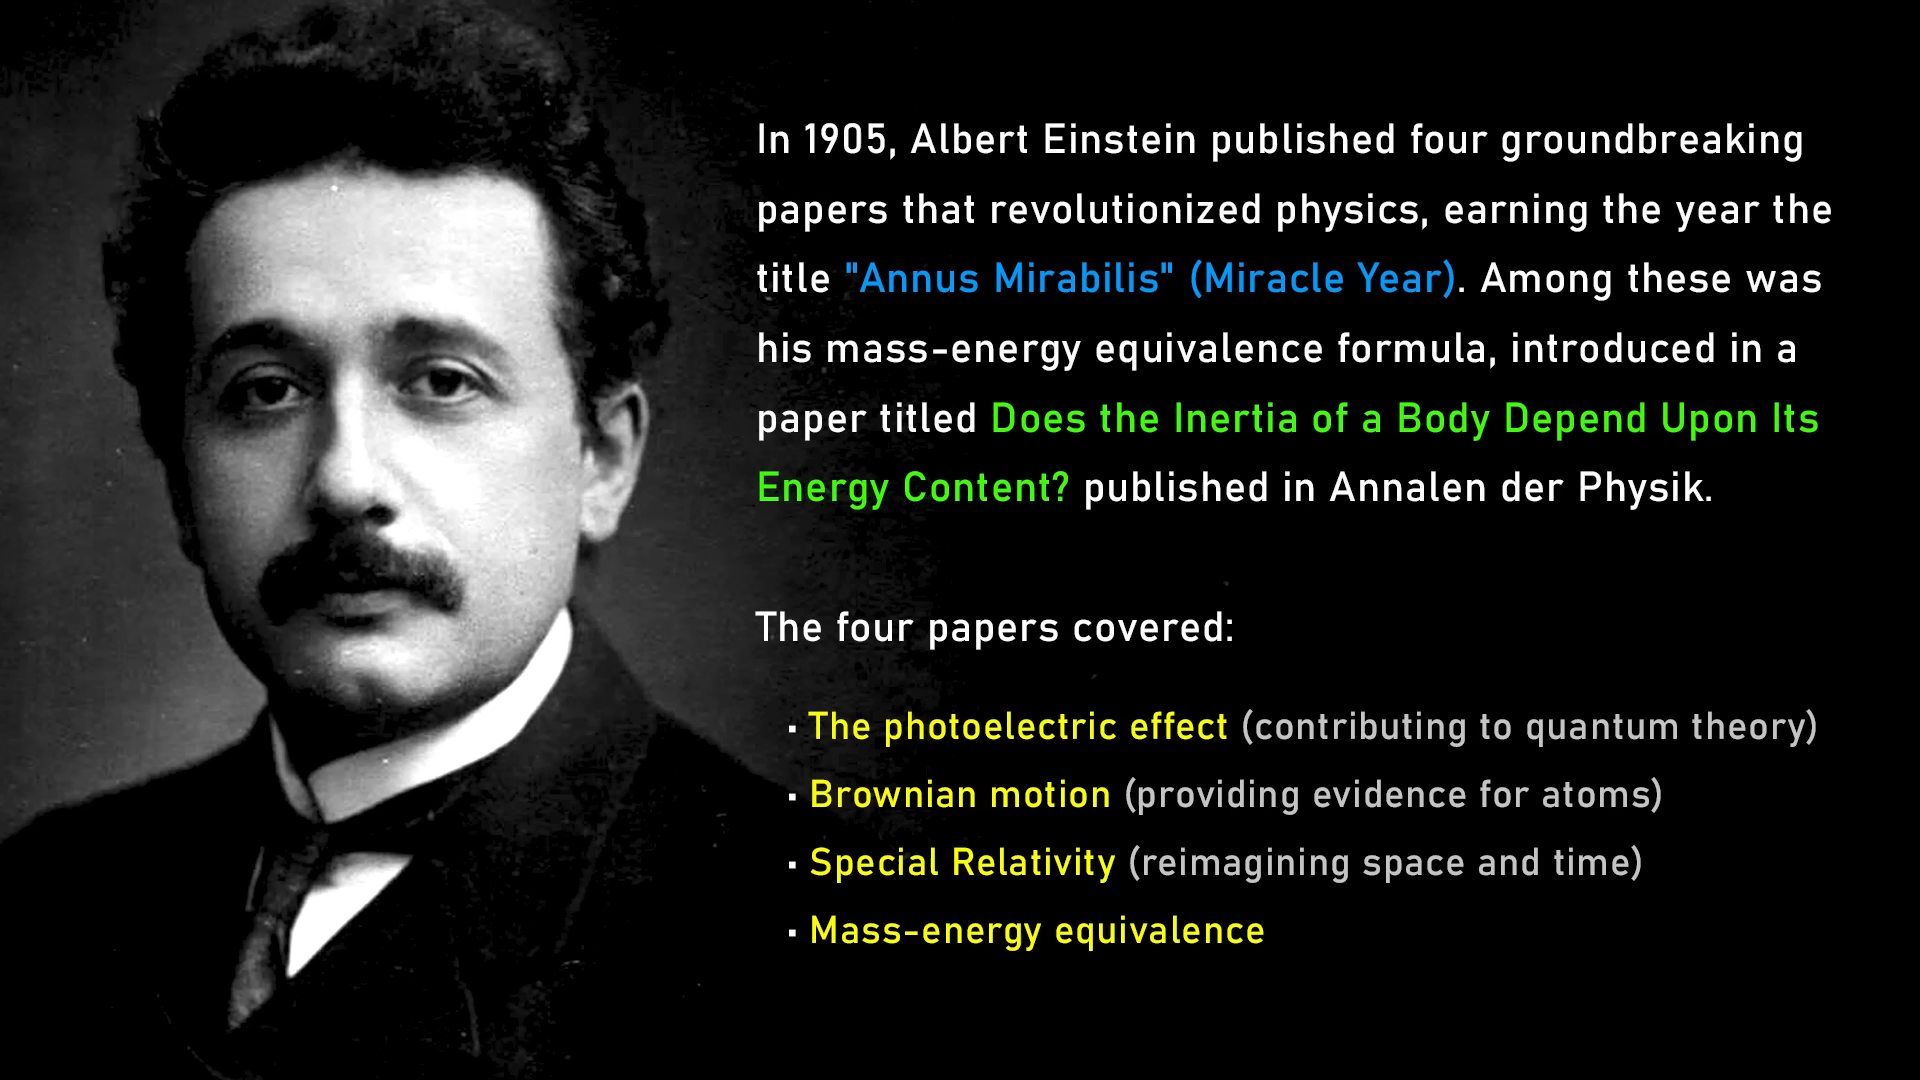 In 1905, Albert Einstein published four groundbreaking
papers that revolutionized physics, earning the year the
title "Annus Mirabilis" (Miracle Year). Among these was
his mass-energy equivalence formula, introduced in a
paper titled Does the Inertia of a Body Depend Upon Its
Energy Content? published in Annalen der Physik.
The four papers covered:
▪ The photoelectric effect (contributing to quantum theory)
▪ Brownian motion (providing evidence for atoms)
▪ Special Relativity (reimagining space and time)
▪ Mass-energy equivalence